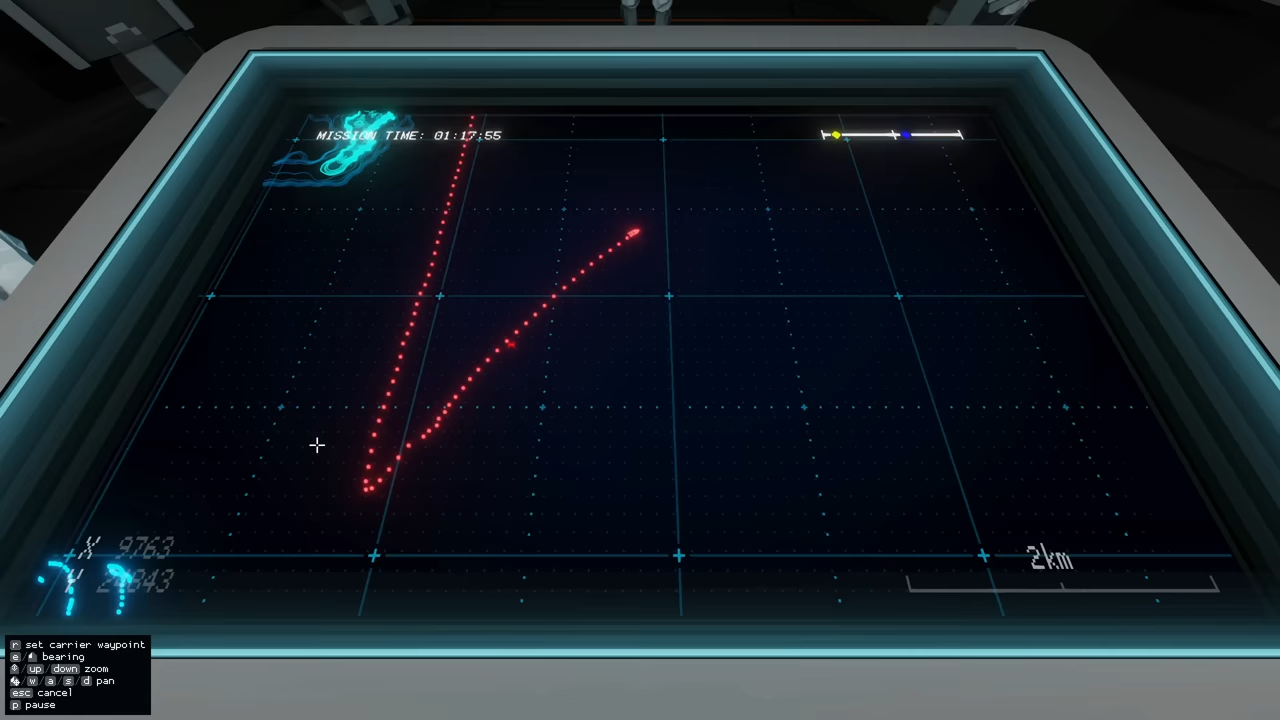 MISSION TIME: 01:17:55
X 9763
2km
r set carrier waypoint
e / bearing
/ up / down zoom
/ w / a / s / d pan
esc cancel
p pause